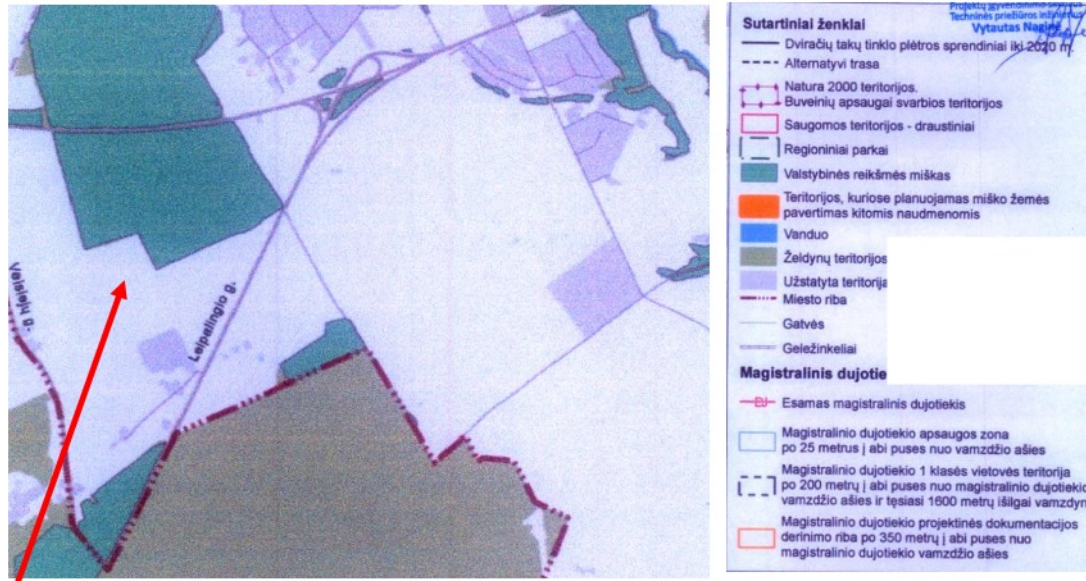 Veisiejų g.
Leipalingio g.
Projektų įgyvendinimo
Techninės priežiūros
Vytautas
Sutartiniai ženklai
Dviračių takų tinklo plėtros sprendiniai iki 2020 m.
Alternatyvi trasa
Natura 2000 teritorijos.
Buveinių apsaugai svarbios teritorijos
Saugomos teritorijos - draustiniai
Regioniniai parkai
Valstybinės reikšmės miškas
Teritorijos, kuriose planuojamas miško žemės
pavertimas kitomis naudmenomis
Vanduo
Želdynų teritorijos
Užstatyta teritorija
Miesto riba
Gatvės
Geležinkeliai
Magistralinis dujotie
Esamas magistralinis dujotiekis
Magistralinio dujotiekio apsaugos zona
po 25 metrus į abi puses nuo vamzdžio ašies
Magistralinio dujotiekio 1 klasės vietovės teritorija
po 200 metrų į abi puses nuo magistralinio dujotiekio
vamzdžio ašies ir tęsiasi 1600 metrų išilgai vamzdyn
Magistralinio dujotiekio projektinės dokumentacijos
derinimo riba po 350 metrų į abi puses nuo
magistralinio dujotiekio vamzdžio ašies